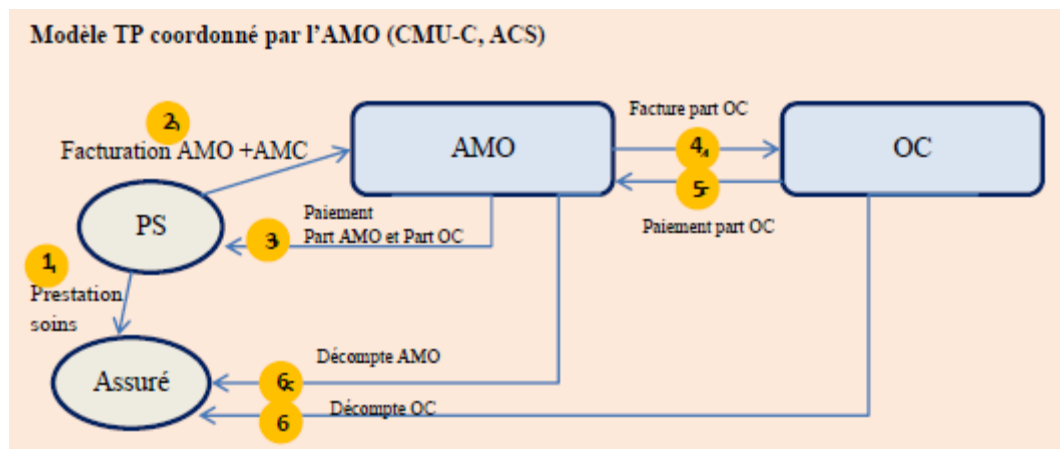 Modèle TP coordonné par l'AMO (CMU-C, ACS)
2
Facturation AMO +AMC
AMO
Facture part OC
4
OC
5
Paiement part OC
PS
3
Paiement
Part AMO et Part OC
1
Prestation
soins
Assuré
Décompte AMO
6
Décompte OC
6